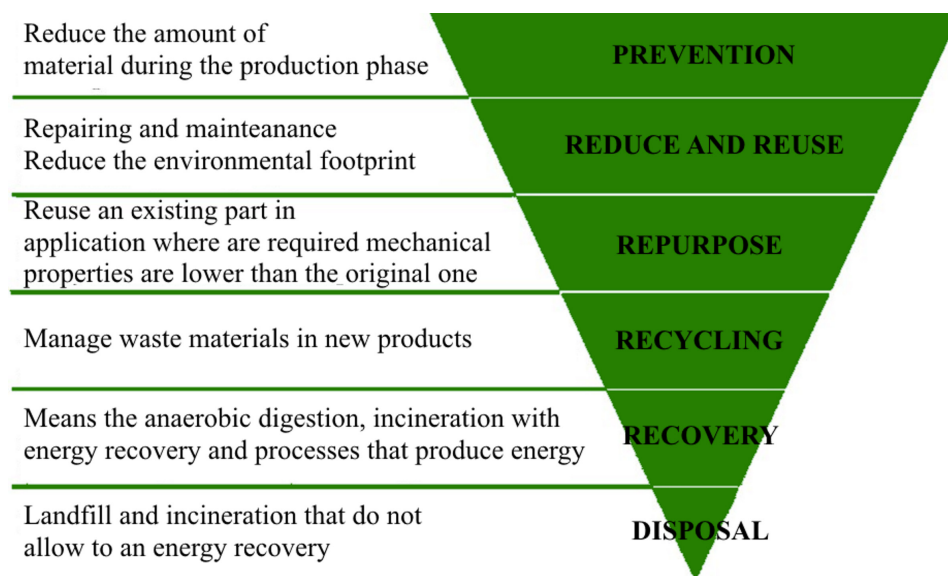 Reduce the amount of
material during the production phase
PREVENTION
Repairing and mainteanance
Reduce the environmental footprint
REDUCE AND REUSE
Reuse an existing part in
application where are required mechanical
properties are lower than the original one
REPURPOSE
Manage waste materials in new products
RECYCLING
Means the anaerobic digestion, incineration with
energy recovery and processes that produce energy
RECOVERY
Landfill and incineration that do not
allow to an energy recovery
DISPOSAL